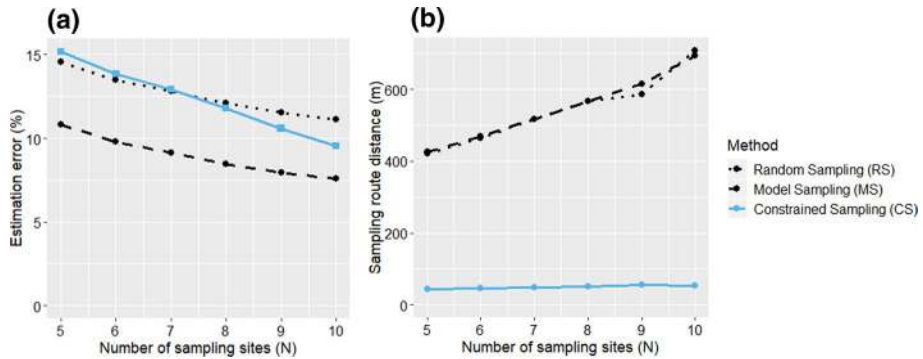 (a)
Estimation error (%)
15
10
5
0
5 6 7 8 9 10
Number of sampling sites (N)
(b)
Sampling route distance (m)
600
400
200
0
5 6 7 8 9 10
Number of sampling sites (N)
Method
Random Sampling (RS)
Model Sampling (MS)
Constrained Sampling (CS)